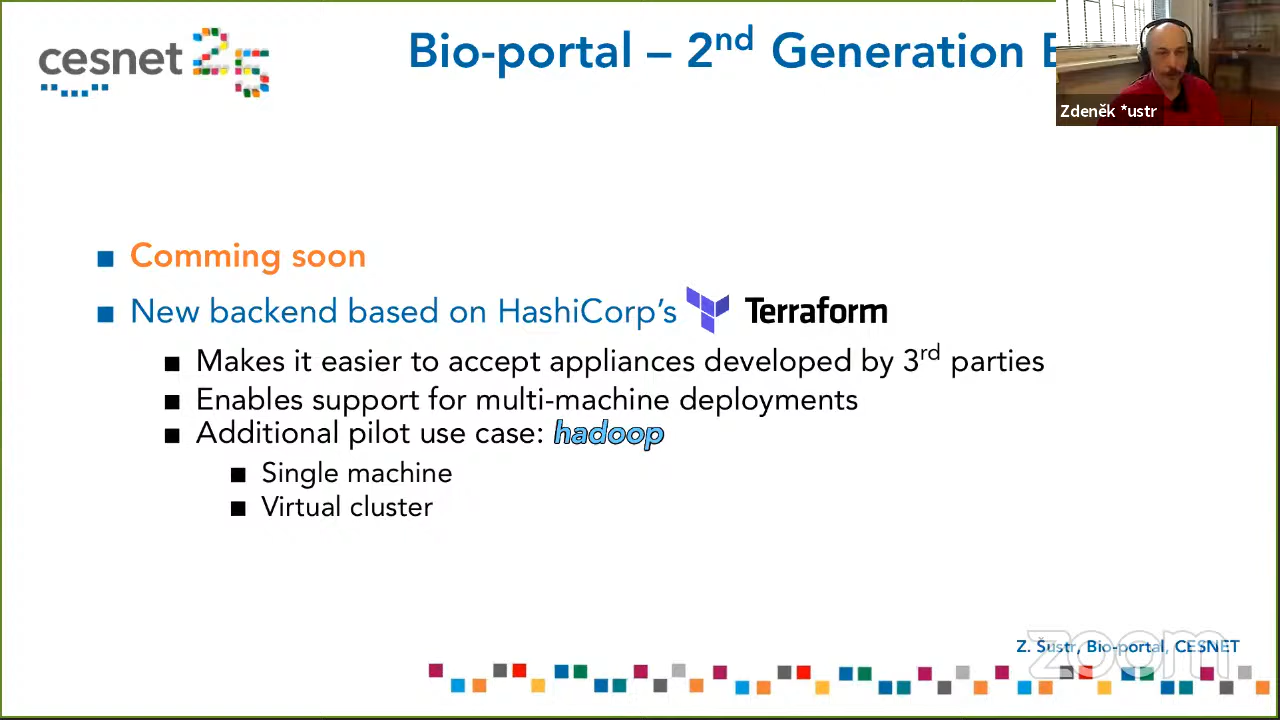 cesnet 25
Bio-portal – 2nd Generation
Zdeněk *ustr
Comming soon
New backend based on HashiCorp’s Terraform
Makes it easier to accept appliances developed by 3rd parties
Enables support for multi-machine deployments
Additional pilot use case: hadoop
Single machine
Virtual cluster
Z. Šustr, Bio-portal, CESNET
zoom